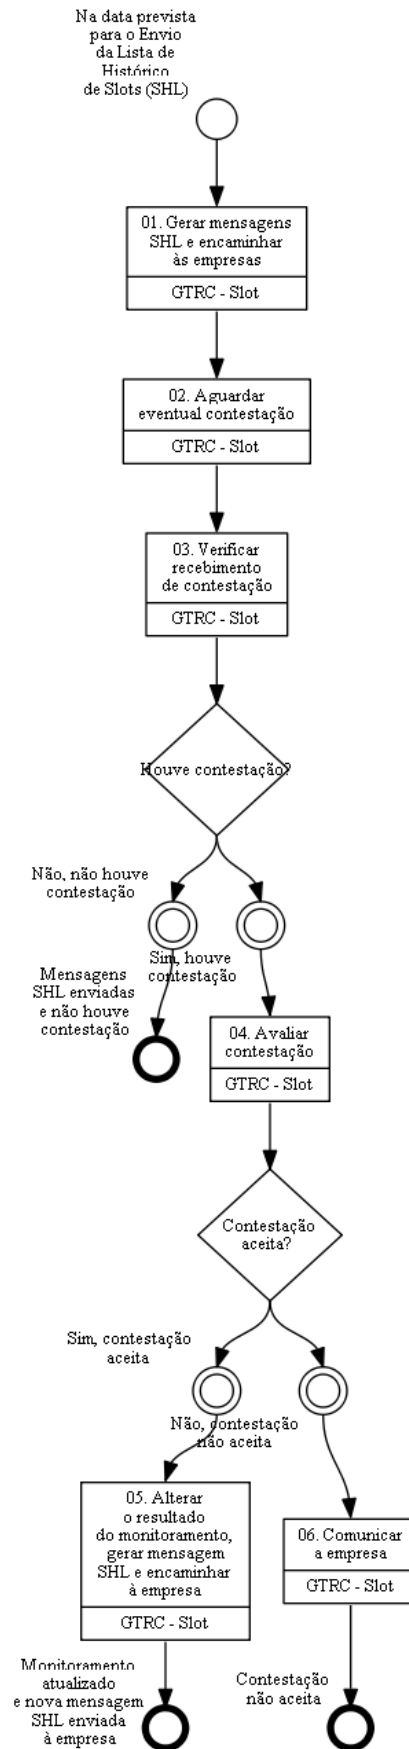 Na data prevista
para o Envio
da Lista de
Histórico
de Slots (SHL)
01. Gerar mensagens
SHL e encaminhar
às empresas
GTRC - Slot
02. Aguardar
eventual contestação
GTRC - Slot
03. Verificar
recebimento
de contestação
GTRC - Slot
Houve contestação?
Não, não houve
contestação
Sim, houve
contestação
Mensagens
SHL enviadas
e não houve
contestação
04. Avaliar
contestação
GTRC - Slot
Contestação
aceita?
Sim, contestação
aceita
Não, contestação
não aceita
05. Alterar
o resultado
do monitoramento,
gerar mensagem
SHL e encaminhar
à empresa
GTRC - Slot
06. Comunicar
a empresa
GTRC - Slot
Monitoramento
atualizado
e nova mensagem
SHL enviada
à empresa
Contestação
não aceita